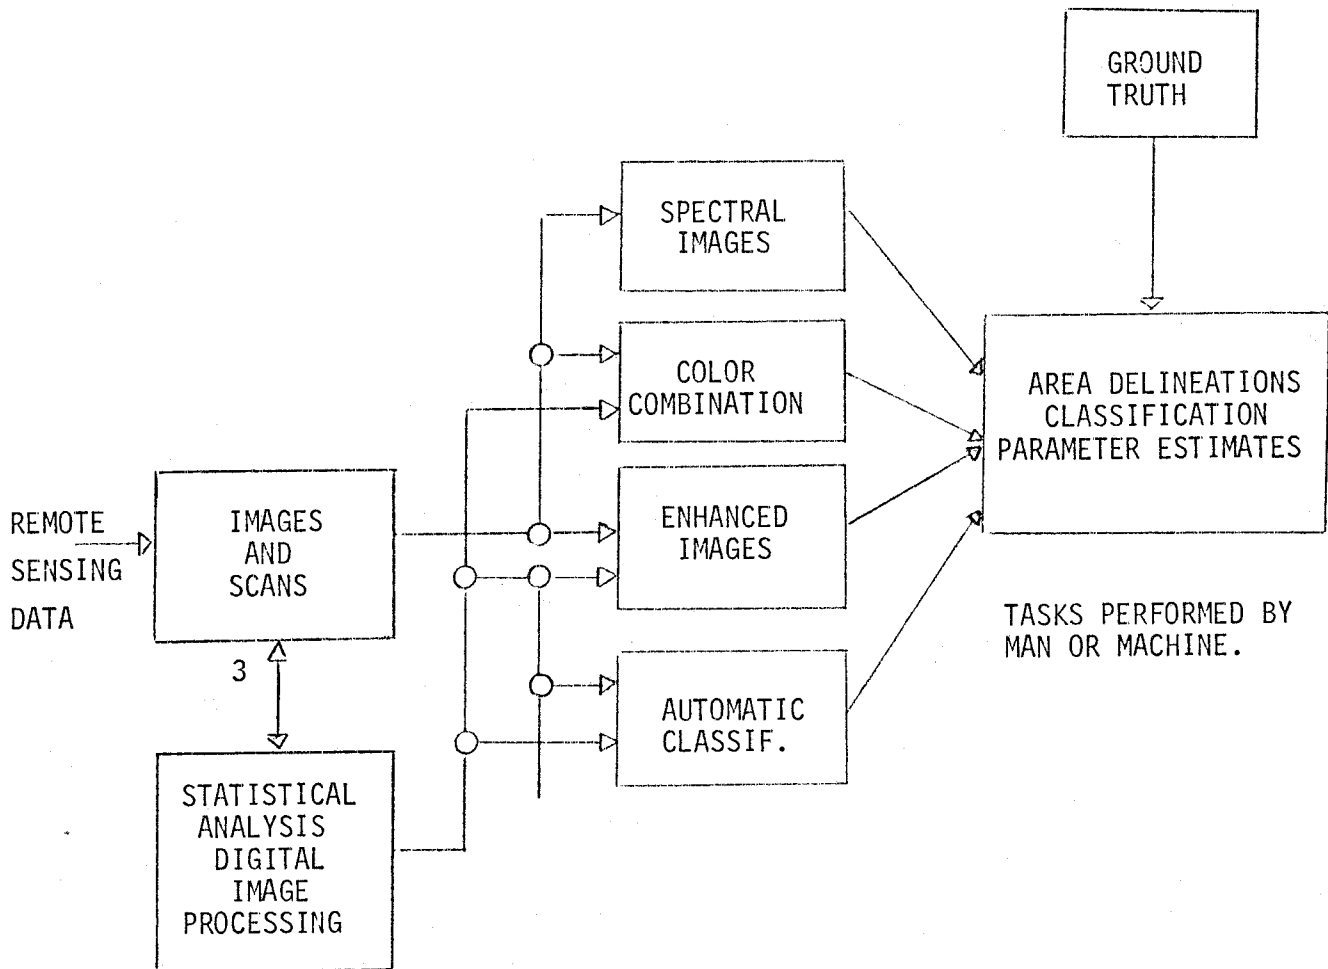 GROUND
TRUTH
SPECTRAL
IMAGES
COLOR
COMBINATION
AREA DELINEATIONS
CLASSIFICATION
PARAMETER ESTIMATES
REMOTE
SENSING
DATA
IMAGES
AND
SCANS
ENHANCED
IMAGES
TASKS PERFORMED BY
MAN OR MACHINE.
3
AUTOMATIC
CLASSIF.
STATISTICAL
ANALYSIS
DIGITAL
IMAGE
PROCESSING